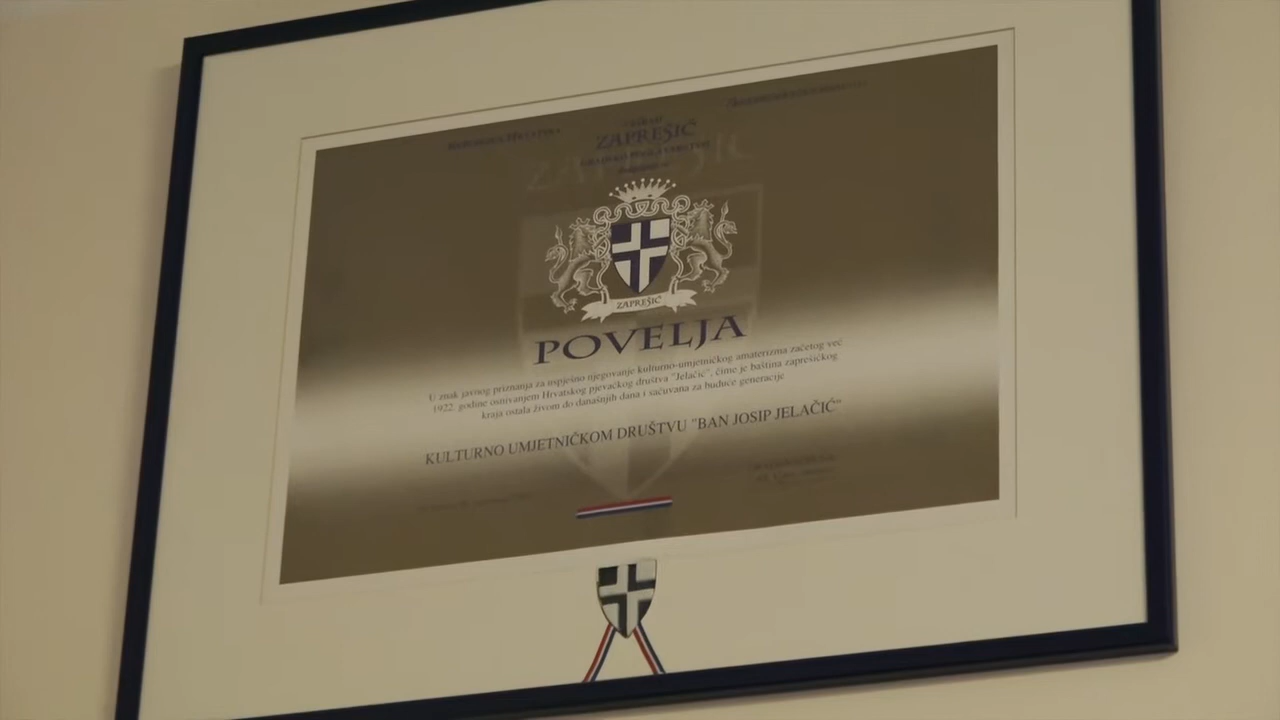 REPUBLIKA HRVATSKA
ZAPREŠIĆ
ZAPREŠIĆ
POVELJA
U znak javnog priznanja za uspješno njegovanje kulturno-umjetničkog amaterizma začetog već
1922. godine osnivanjem Hrvatskog pjevačkog društva "Jelačić", čime je baština zaprešićkog
kraja ostala živom do današnjih dana i sačuvana za buduće generacije
KULTURNO UMJETNIČKOM DRUŠTVU "BAN JOSIP JELAČIĆ"